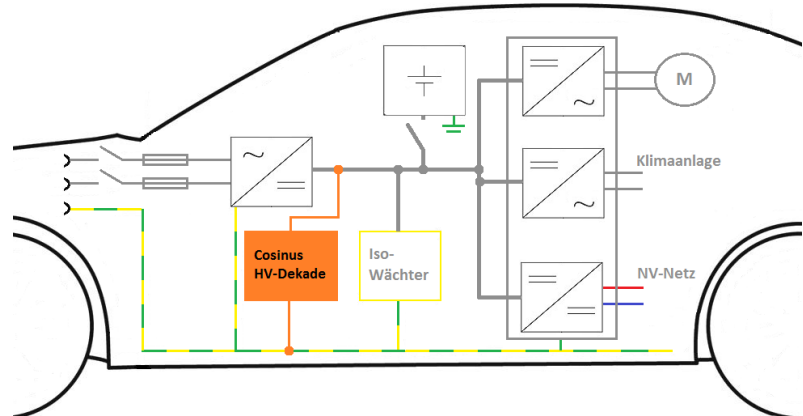 M
Klimaanlage
Cosinus
HV-Dekade
Iso-
Wächter
NV-Netz